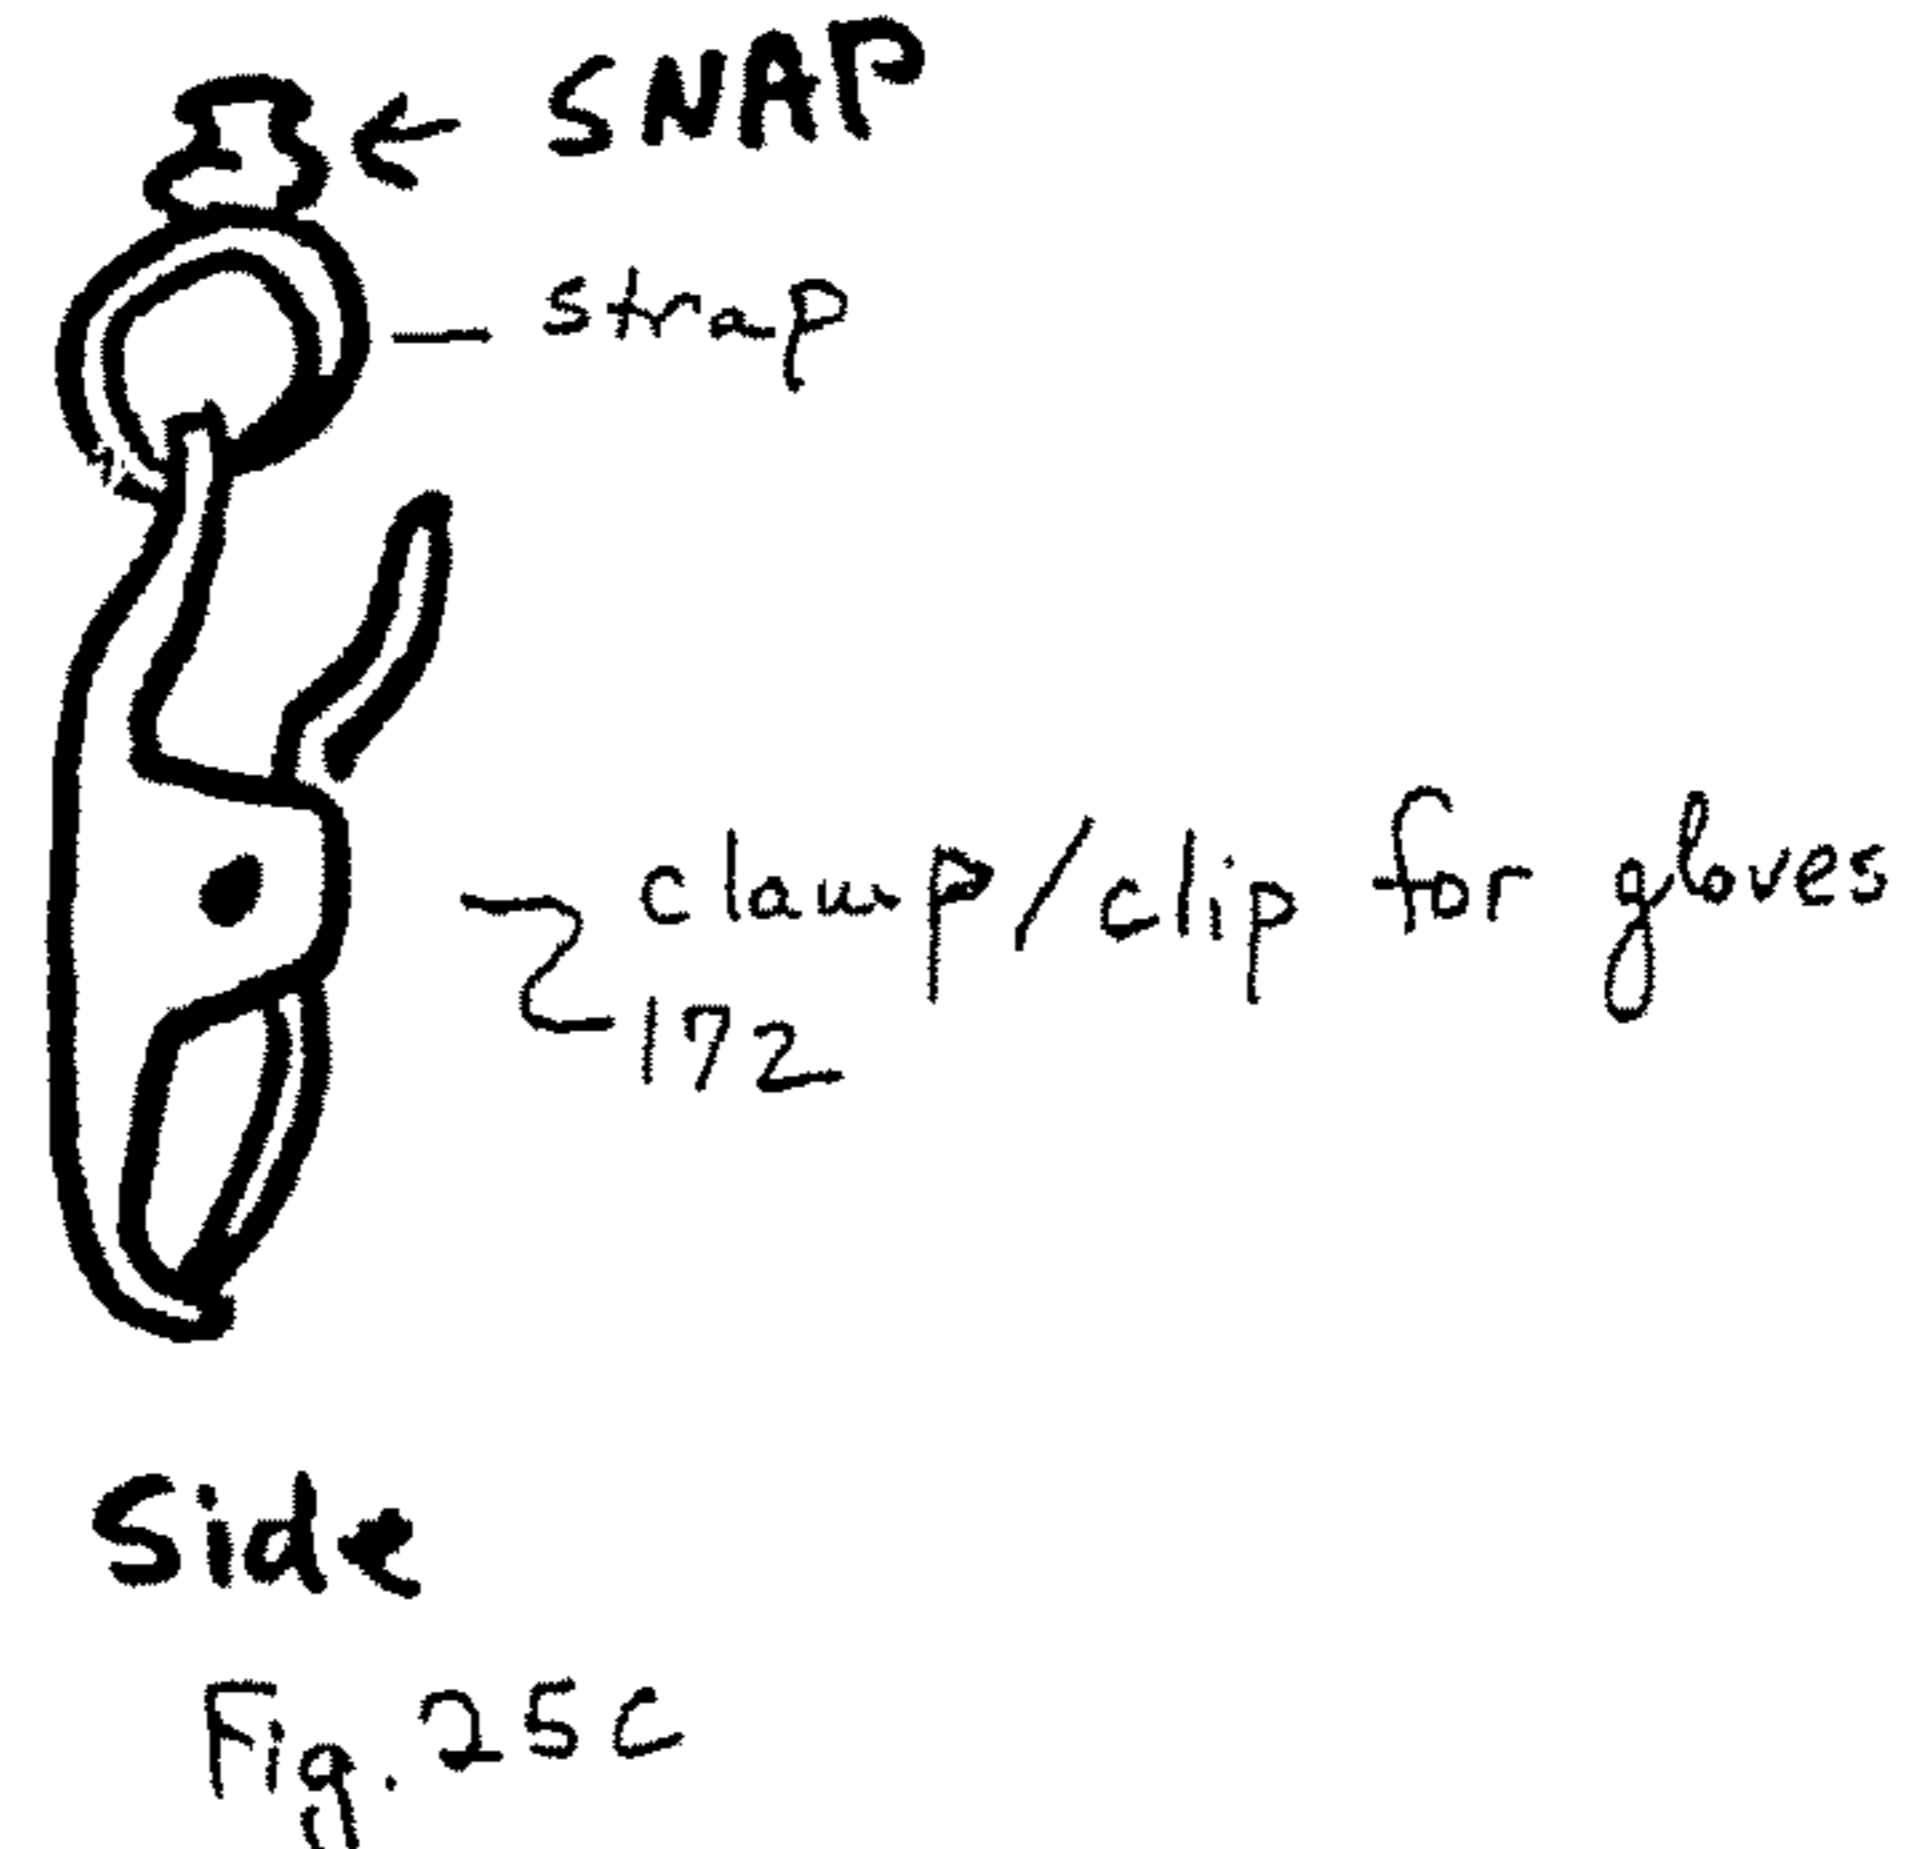 SNAP
strap
clamp/clip for gloves
172
Side
Fig. 25C